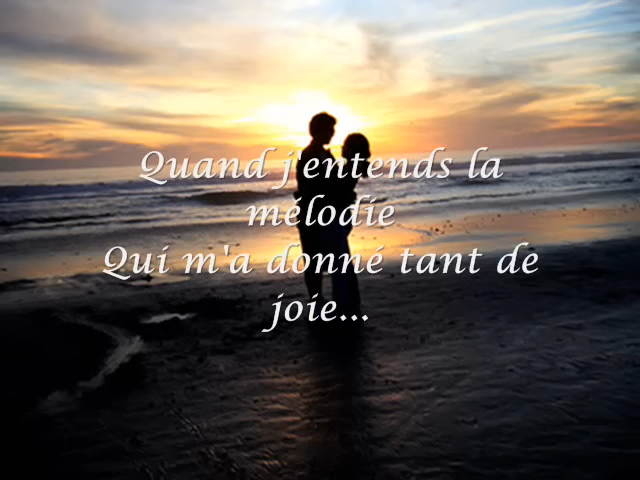 Quand j'entends la
mélodie
Qui m'a donné tant de
joie...